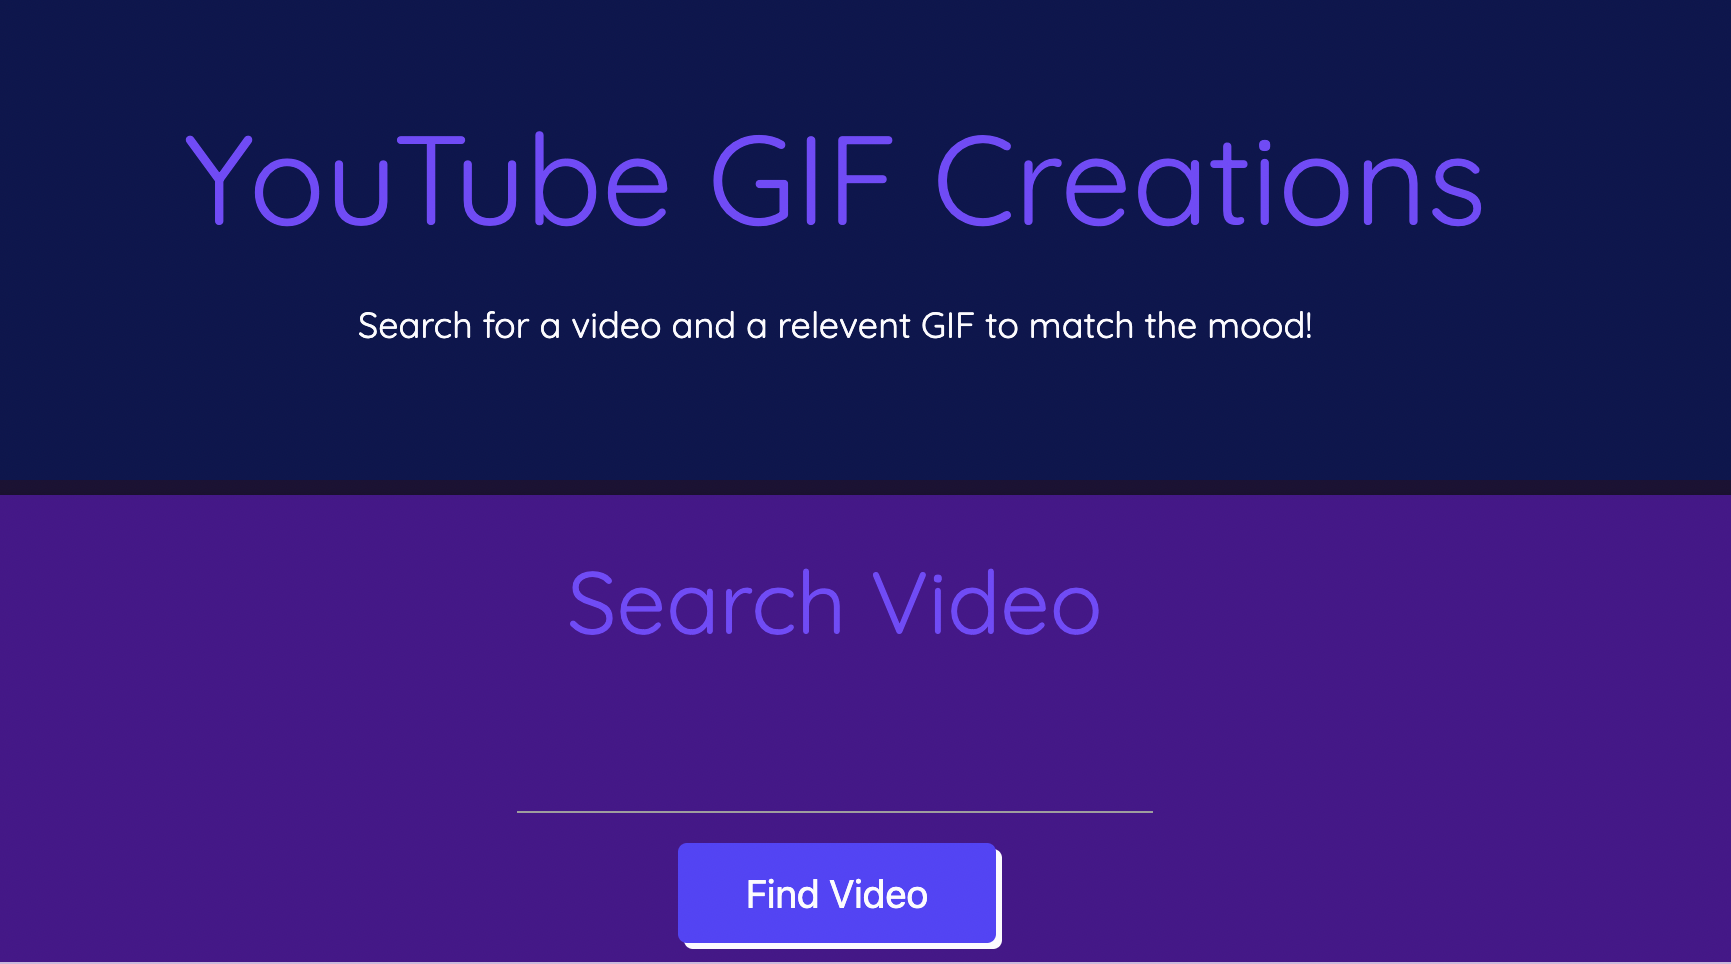 YouTube GIF Creations
Search for a video and a relevent GIF to match the mood!
Search Video
Find Video